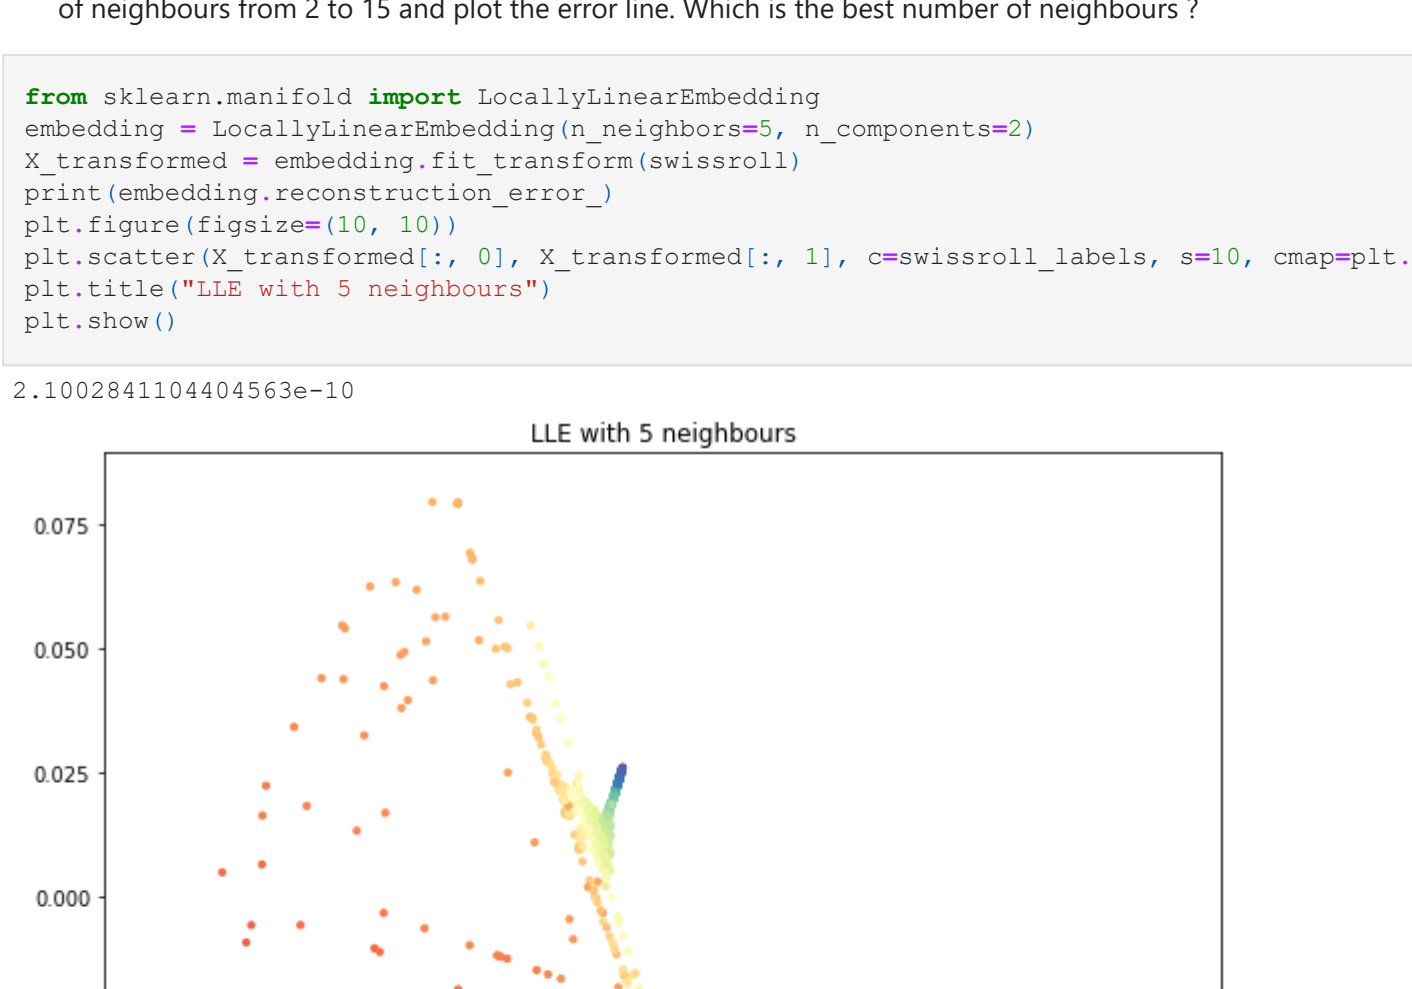 of neighbours from 2 to 15 and plot the error line. Which is the best number of neighbours ?
from sklearn.manifold import LocallyLinearEmbedding
embedding = LocallyLinearEmbedding(n_neighbors=5, n_components=2)
X_transformed = embedding.fit_transform(swissroll)
print(embedding.reconstruction_error_)
plt.figure(figsize=(10, 10))
plt.scatter(X_transformed[:, 0], X_transformed[:, 1], c=swissroll_labels, s=10, cmap=plt.
plt.title("LLE with 5 neighbours")
plt.show()
2.1002841104404563e-10
LLE with 5 neighbours
0.075
0.050
0.025
0.000